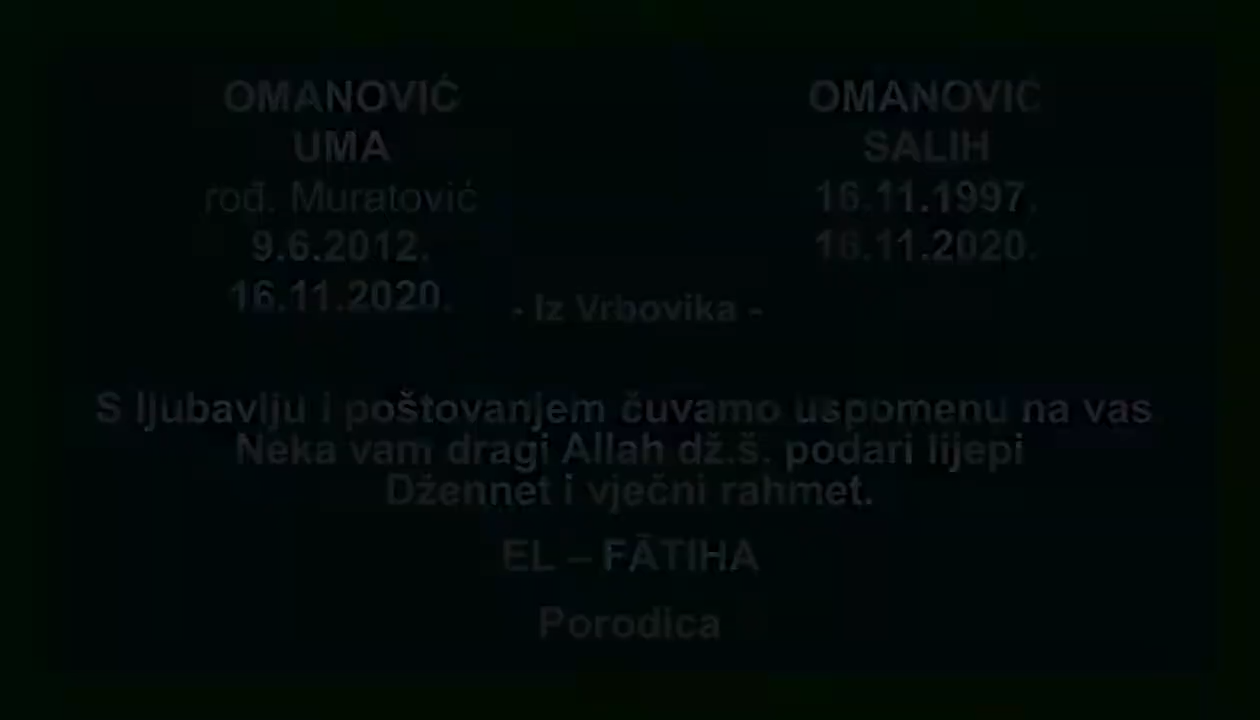 OMANOVIĆ
UMA
rođ. Muratović
9.6.2012.
16.11.2020.
OMANOVIĆ
SALIH
16.11.1997.
16.11.2020.
- Iz Vrbovika -
S ljubavlju i poštovanjem čuvamo uspomenu na vas.
Neka vam dragi Allah dž.š. podari lijepi
Džennet i vječni rahmet.
EL – FĀTIHA
Porodica